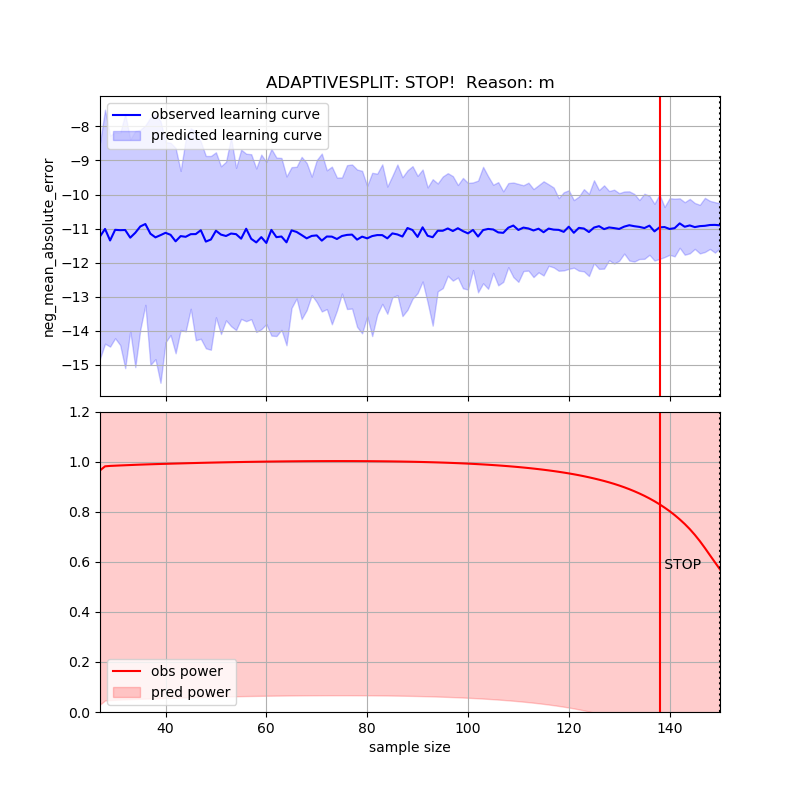 ADAPTIVESPLIT: STOP!  Reason: m
observed learning curve
predicted learning curve
neg_mean_absolute_error
−8
−9
−10
−11
−12
−13
−14
−15
1.2
1.0
0.8
0.6
0.4
0.2
0.0
STOP
obs power
pred power
40 60 80 100 120 140
sample size